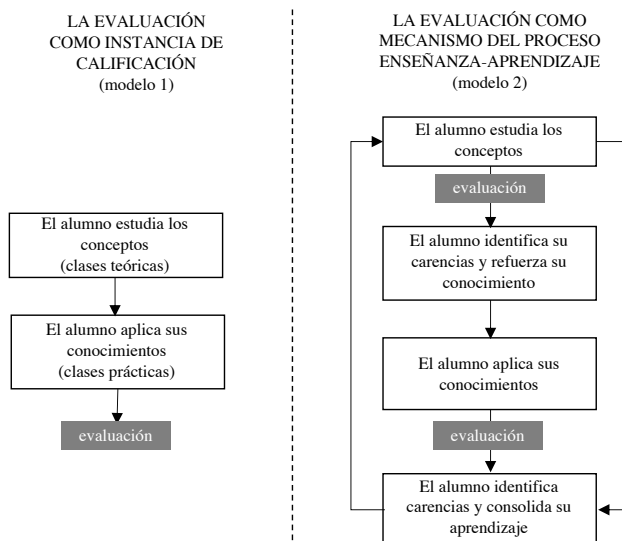 LA EVALUACIÓN
COMO INSTANCIA DE
CALIFICACIÓN
(modelo 1)
El alumno estudia los
conceptos
(clases teóricas)
El alumno aplica sus
conocimientos
(clases prácticas)
evaluación
LA EVALUACIÓN COMO
MECANISMO DEL PROCESO
ENSEÑANZA-APRENDIZAJE
(modelo 2)
El alumno estudia los
conceptos
evaluación
El alumno identifica su
carencias y refuerza su
conocimiento
El alumno aplica sus
conocimientos
evaluación
El alumno identifica
carencias y consolida su
aprendizaje